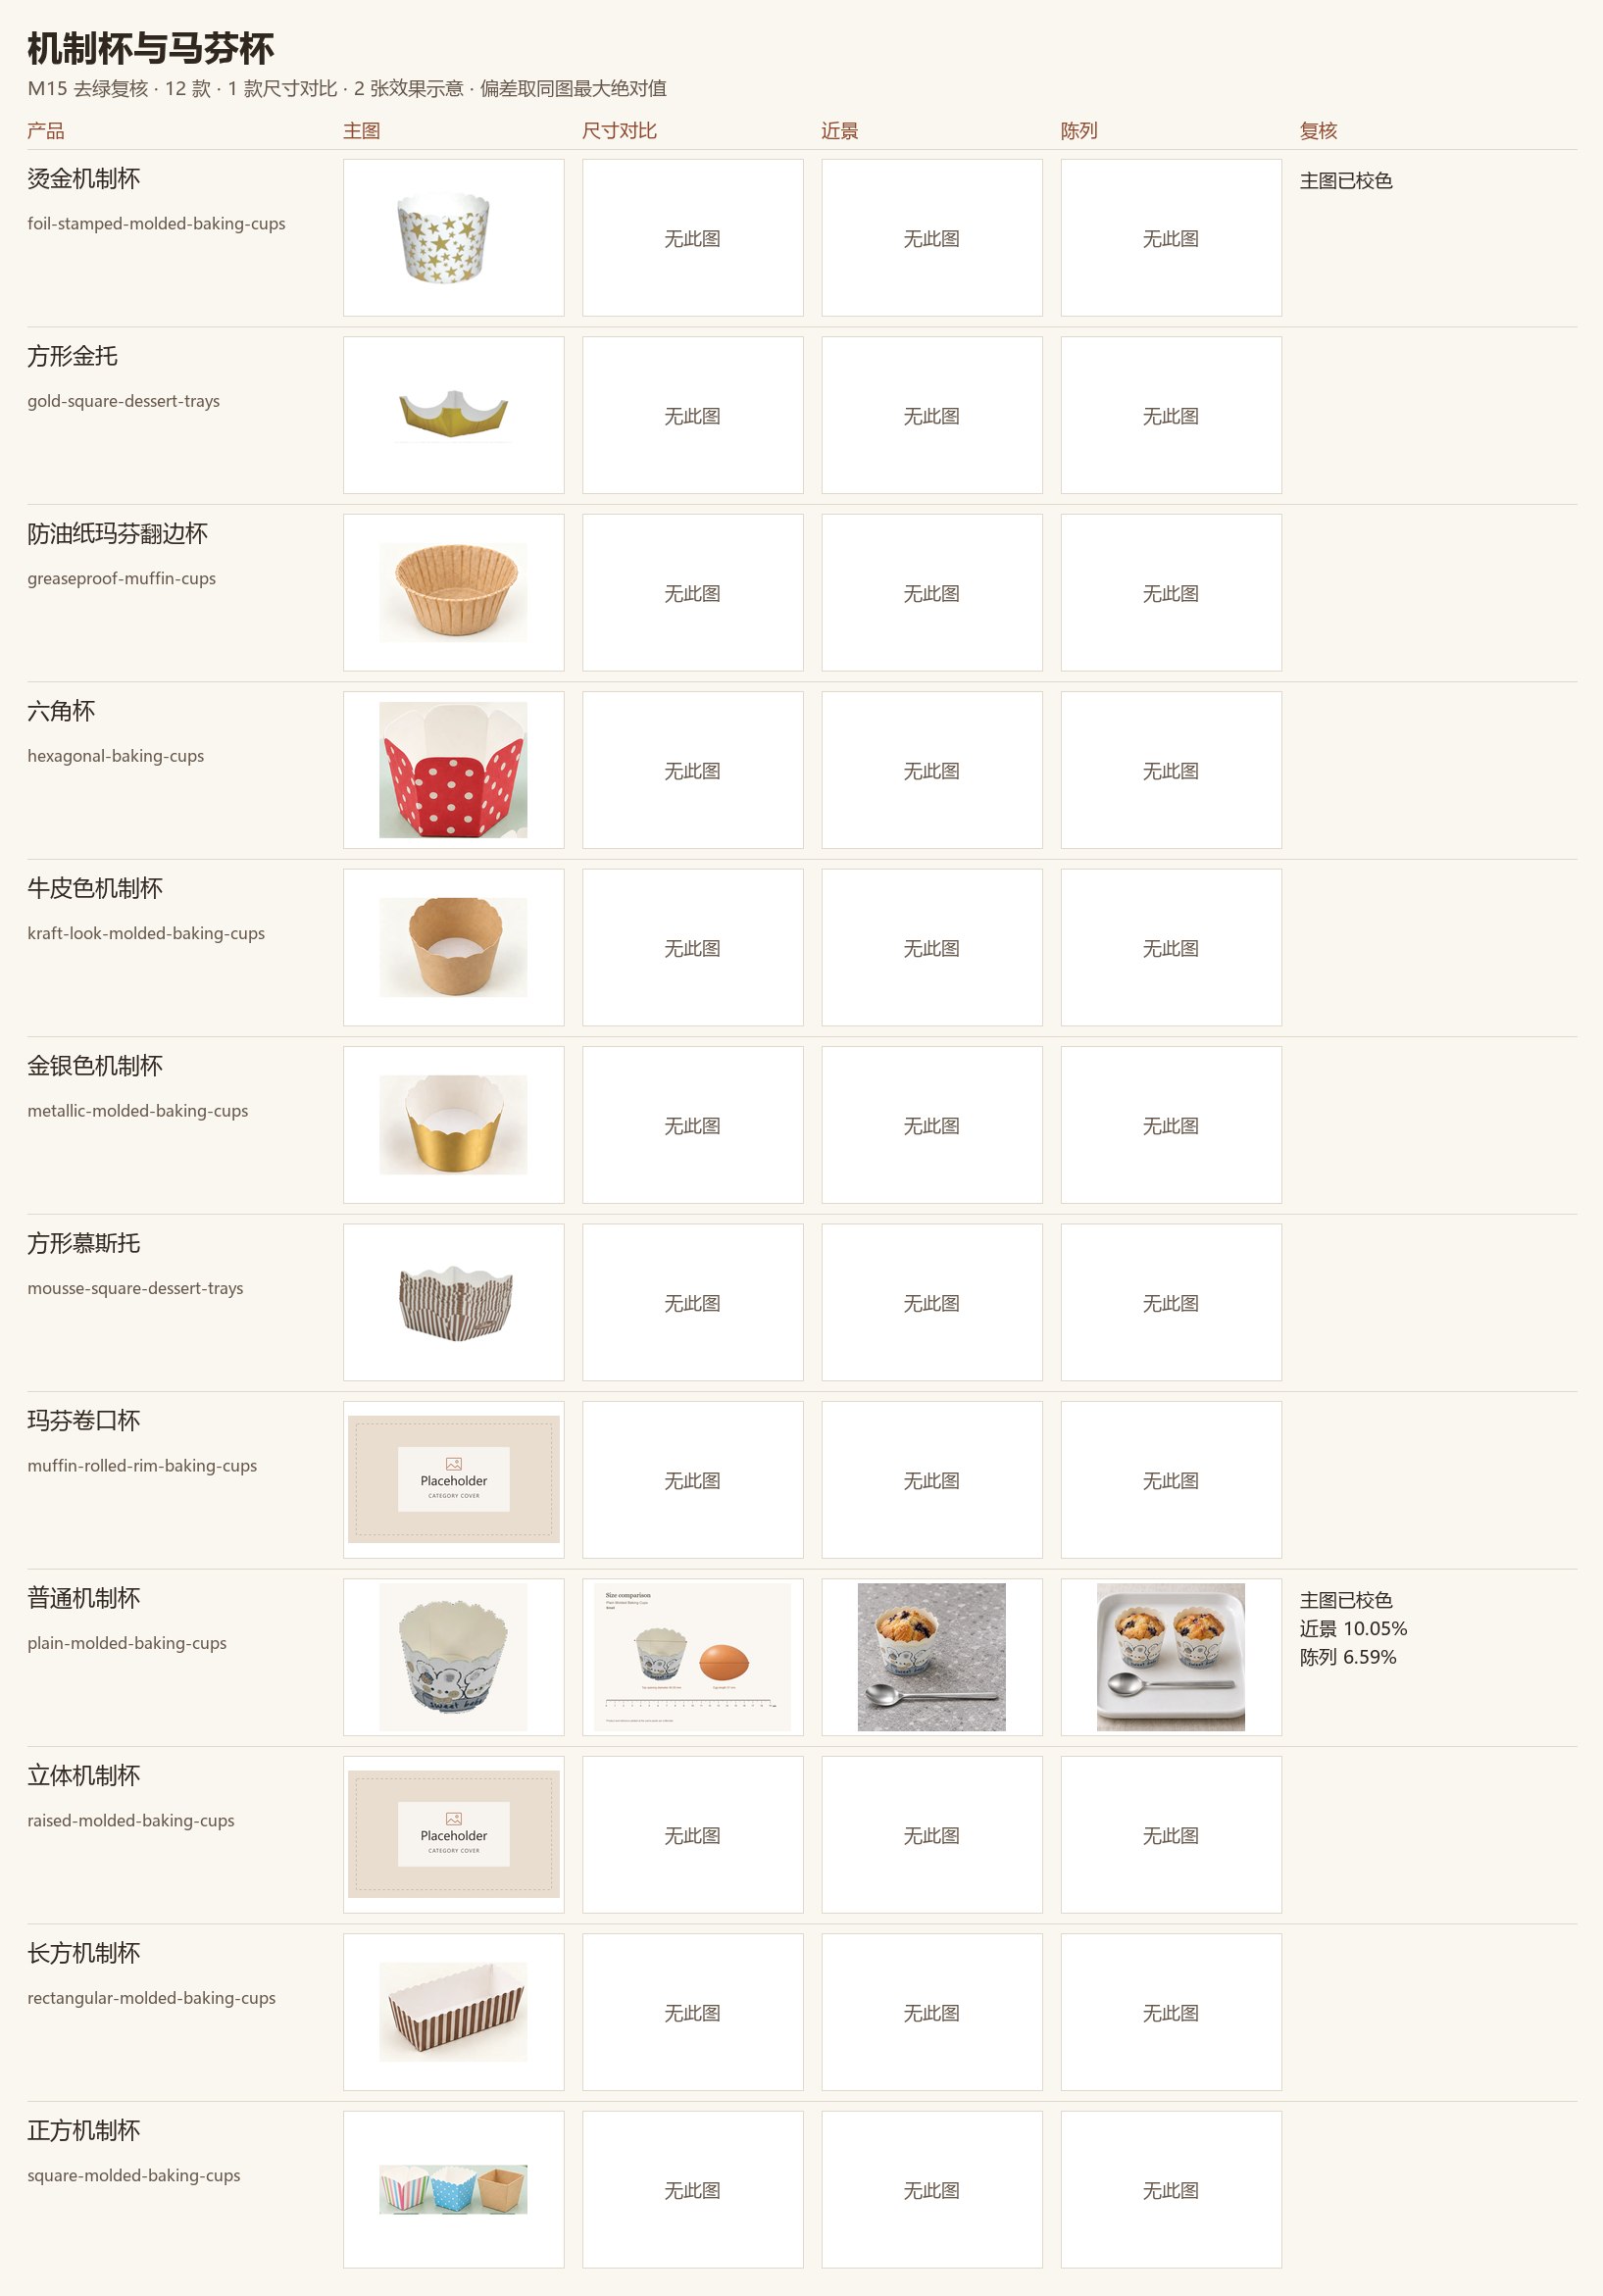 机制杯与马芬杯
M15 去绿复核 · 12 款 · 1 款尺寸对比 · 2 张效果示意 · 偏差取同图最大绝对值
产品 主图 尺寸对比 近景 陈列 复核
烫金机制杯
foil-stamped-molded-baking-cups
无此图 无此图 无此图
主图已校色
方形金托
gold-square-dessert-trays
无此图 无此图 无此图
防油纸玛芬翻边杯
greaseproof-muffin-cups
无此图 无此图 无此图
六角杯
hexagonal-baking-cups
无此图 无此图 无此图
牛皮色机制杯
kraft-look-molded-baking-cups
无此图 无此图 无此图
金银色机制杯
metallic-molded-baking-cups
无此图 无此图 无此图
方形慕斯托
mousse-square-dessert-trays
无此图 无此图 无此图
玛芬卷口杯
muffin-rolled-rim-baking-cups
Placeholder
CATEGORY COVER
无此图 无此图 无此图
普通机制杯
plain-molded-baking-cups
sweet
Size comparison
Plain Molded Baking Cups
主图已校色
近景 10.05%
陈列 6.59%
立体机制杯
raised-molded-baking-cups
Placeholder
CATEGORY COVER
无此图 无此图 无此图
长方机制杯
rectangular-molded-baking-cups
无此图 无此图 无此图
正方机制杯
square-molded-baking-cups
无此图 无此图 无此图